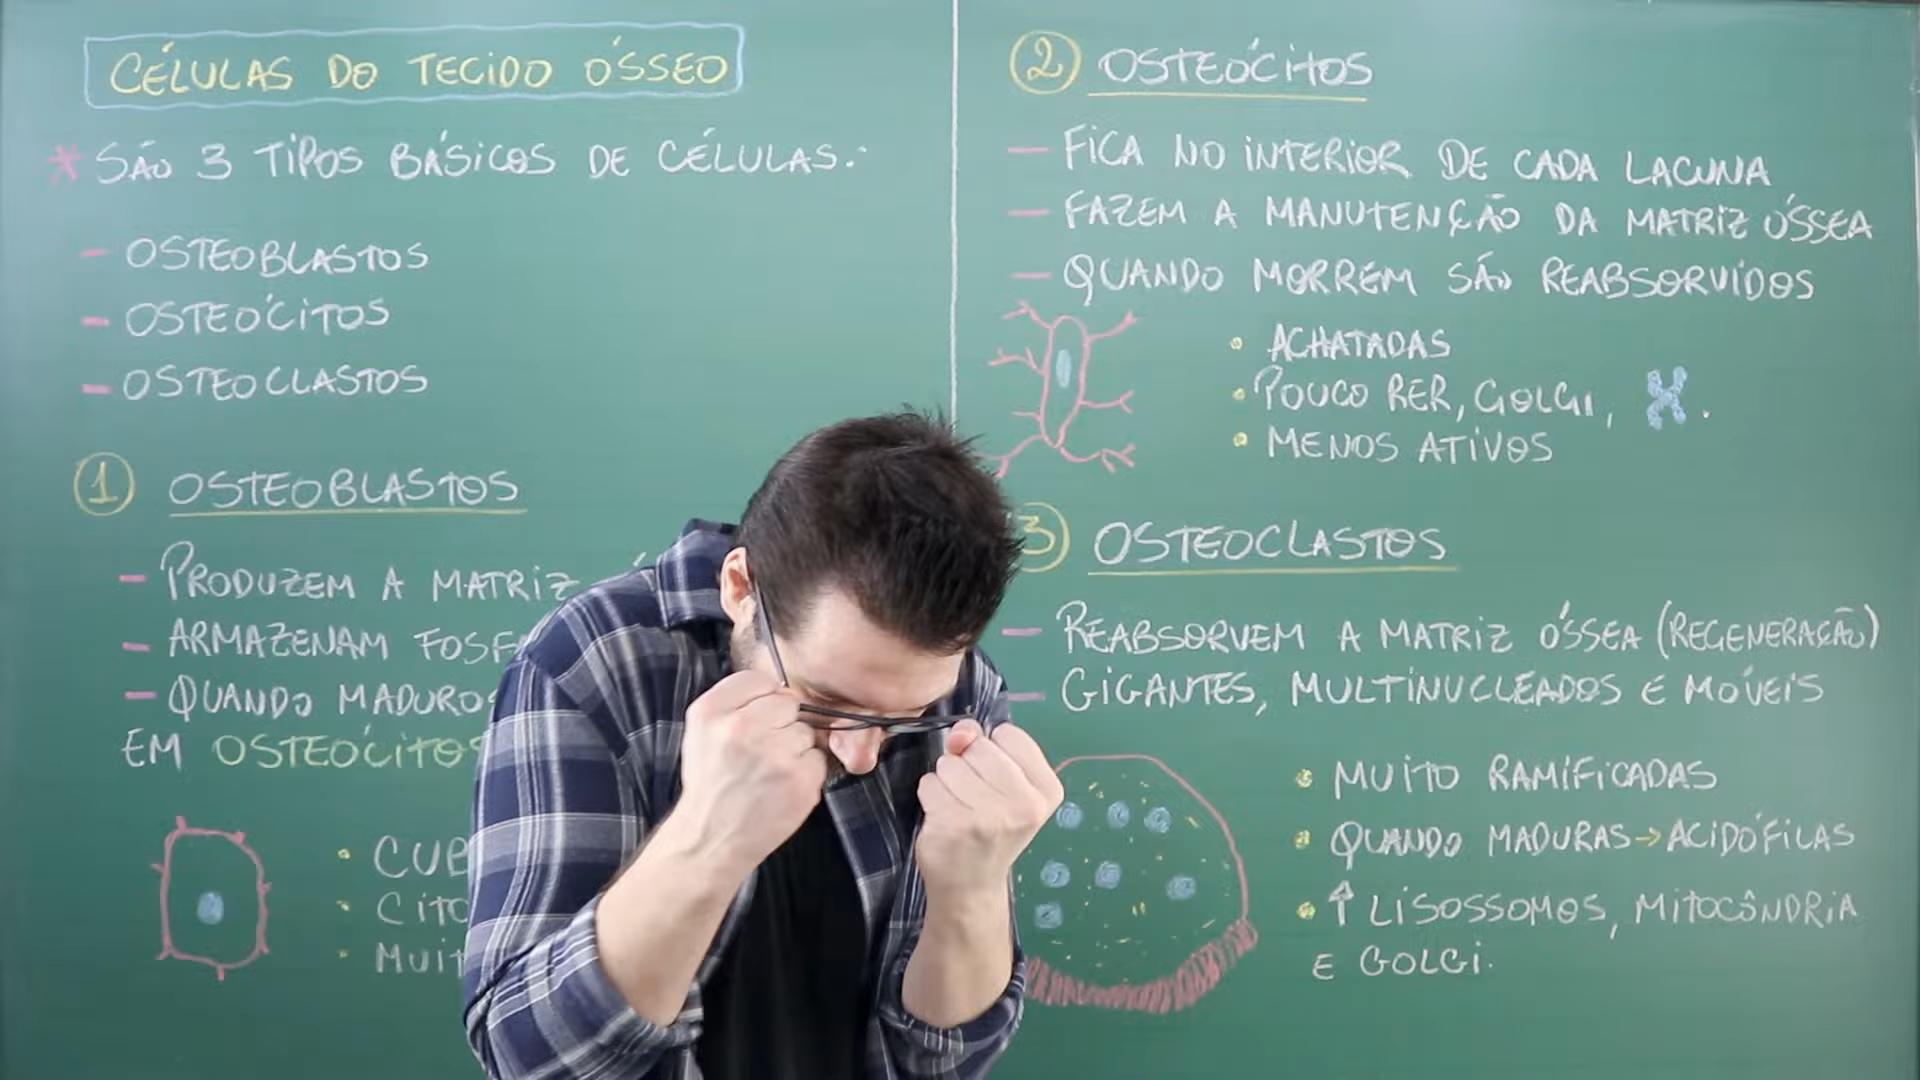 CÉLULAS DO TECIDO ÓSSEO
* SÃO 3 TIPOS BÁSICOS DE CÉLULAS:
- OSTEOBLASTOS
- OSTEÓCITOS
- OSTEOCLASTOS
1 OSTEOBLASTOS
- PRODUZEM A MATRIZ
- ARMAZENAM
- QUANDO MADUROS
EM OSTEÓCITOS
2 OSTEÓCITOS
- FICA NO INTERIOR DE CADA LACUNA
- FAZEM A MANUTENÇÃO DA MATRIZ ÓSSEA
- QUANDO MORREM SÃO REABSORVIDOS
• ACHATADAS
• POUCO RER, GOLGI, .
• MENOS ATIVOS
3 OSTEOCLASTOS
- REABSORVEM A MATRIZ ÓSSEA (REGENERAÇÃO)
- GIGANTES, MULTINUCLEADOS E MÓVEIS
• MUITO RAMIFICADAS
• QUANDO MADURAS → ACIDÓFILAS
• ↑ LISOSSOMOS, MITOCÔNDRIA
E GOLGI.